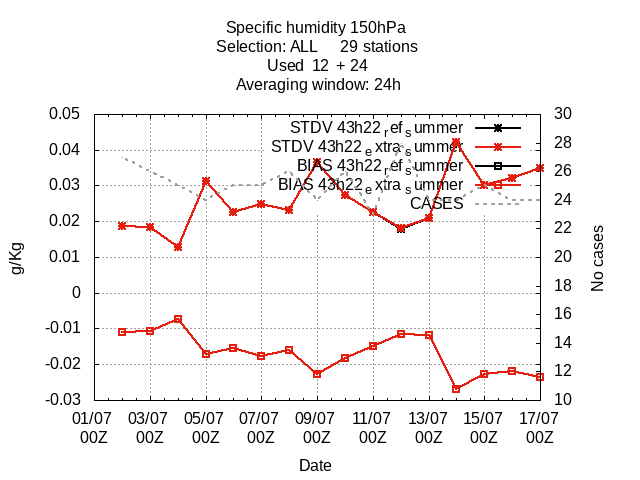 Specific humidity 150hPa
Selection: ALL 29 stations
Used 12 + 24
Averaging window: 24h
0.05
0.04
0.03
0.02
0.01
0
-0.01
-0.02
-0.03
g/Kg
STDV 43h22refsummer
STDV 43h22extrasummer
BIAS 43h22refsummer
BIAS 43h22extrasummer
CASES
30
28
26
24
22
20
18
16
14
12
10
No cases
01/07 03/07 05/07 07/07 09/07 11/07 13/07 15/07 17/07
00Z 00Z 00Z 00Z 00Z 00Z 00Z 00Z 00Z
Date